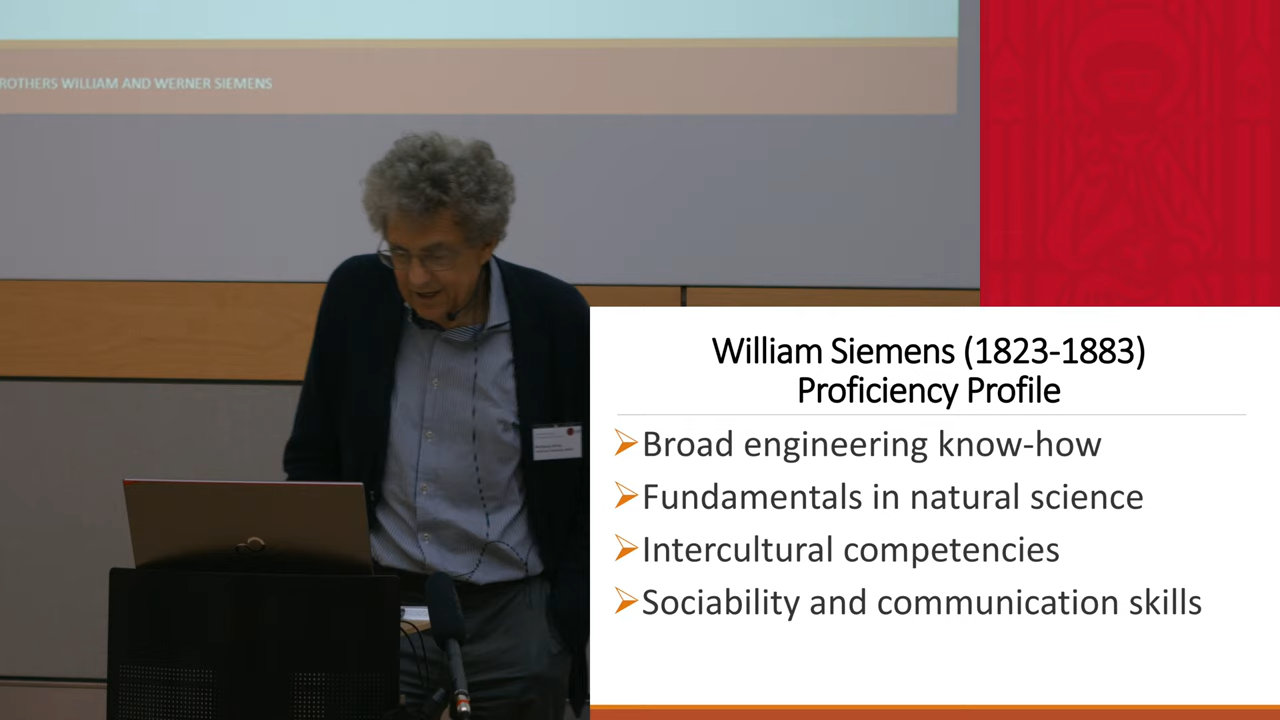 ROTHERS WILLIAM AND WERNER SIEMENS
William Siemens (1823-1883)
Proficiency Profile
Broad engineering know-how
Fundamentals in natural science
Intercultural competencies
Sociability and communication skills